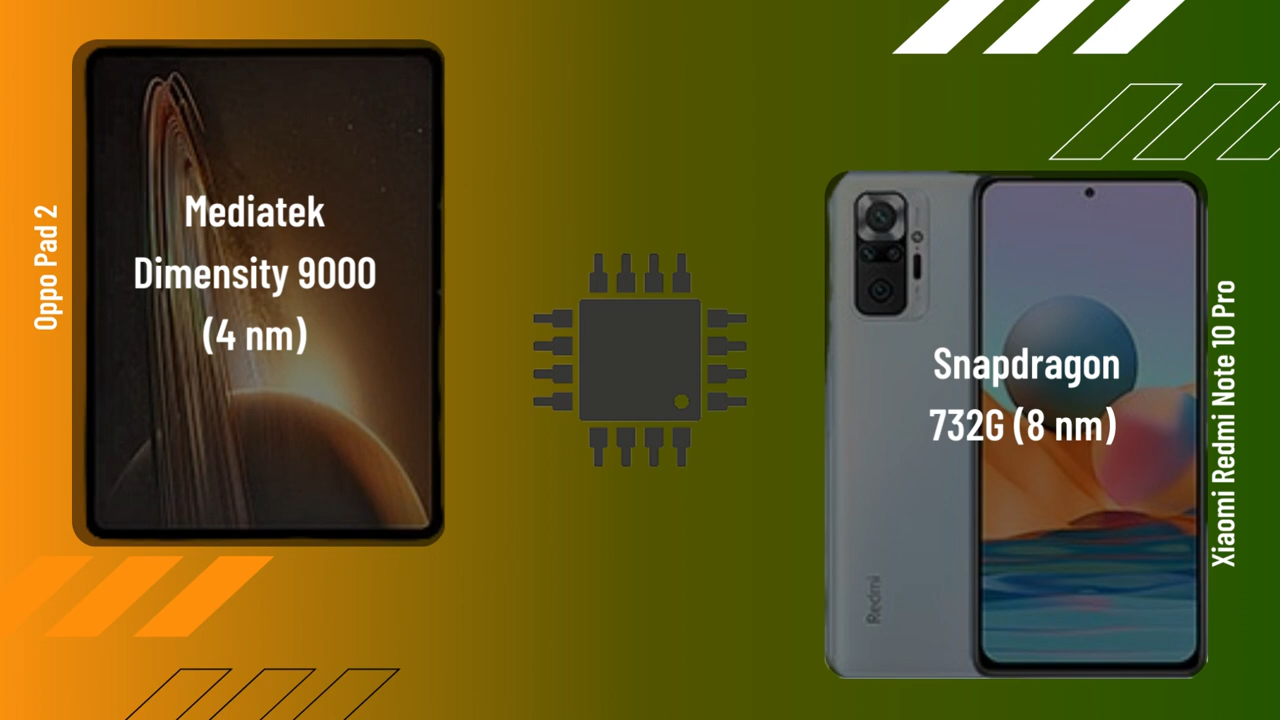 Oppo Pad 2
Mediatek
Dimensity 9000
(4 nm)
Snapdragon
732G (8 nm)
Xiaomi Redmi Note 10 Pro
Redmi